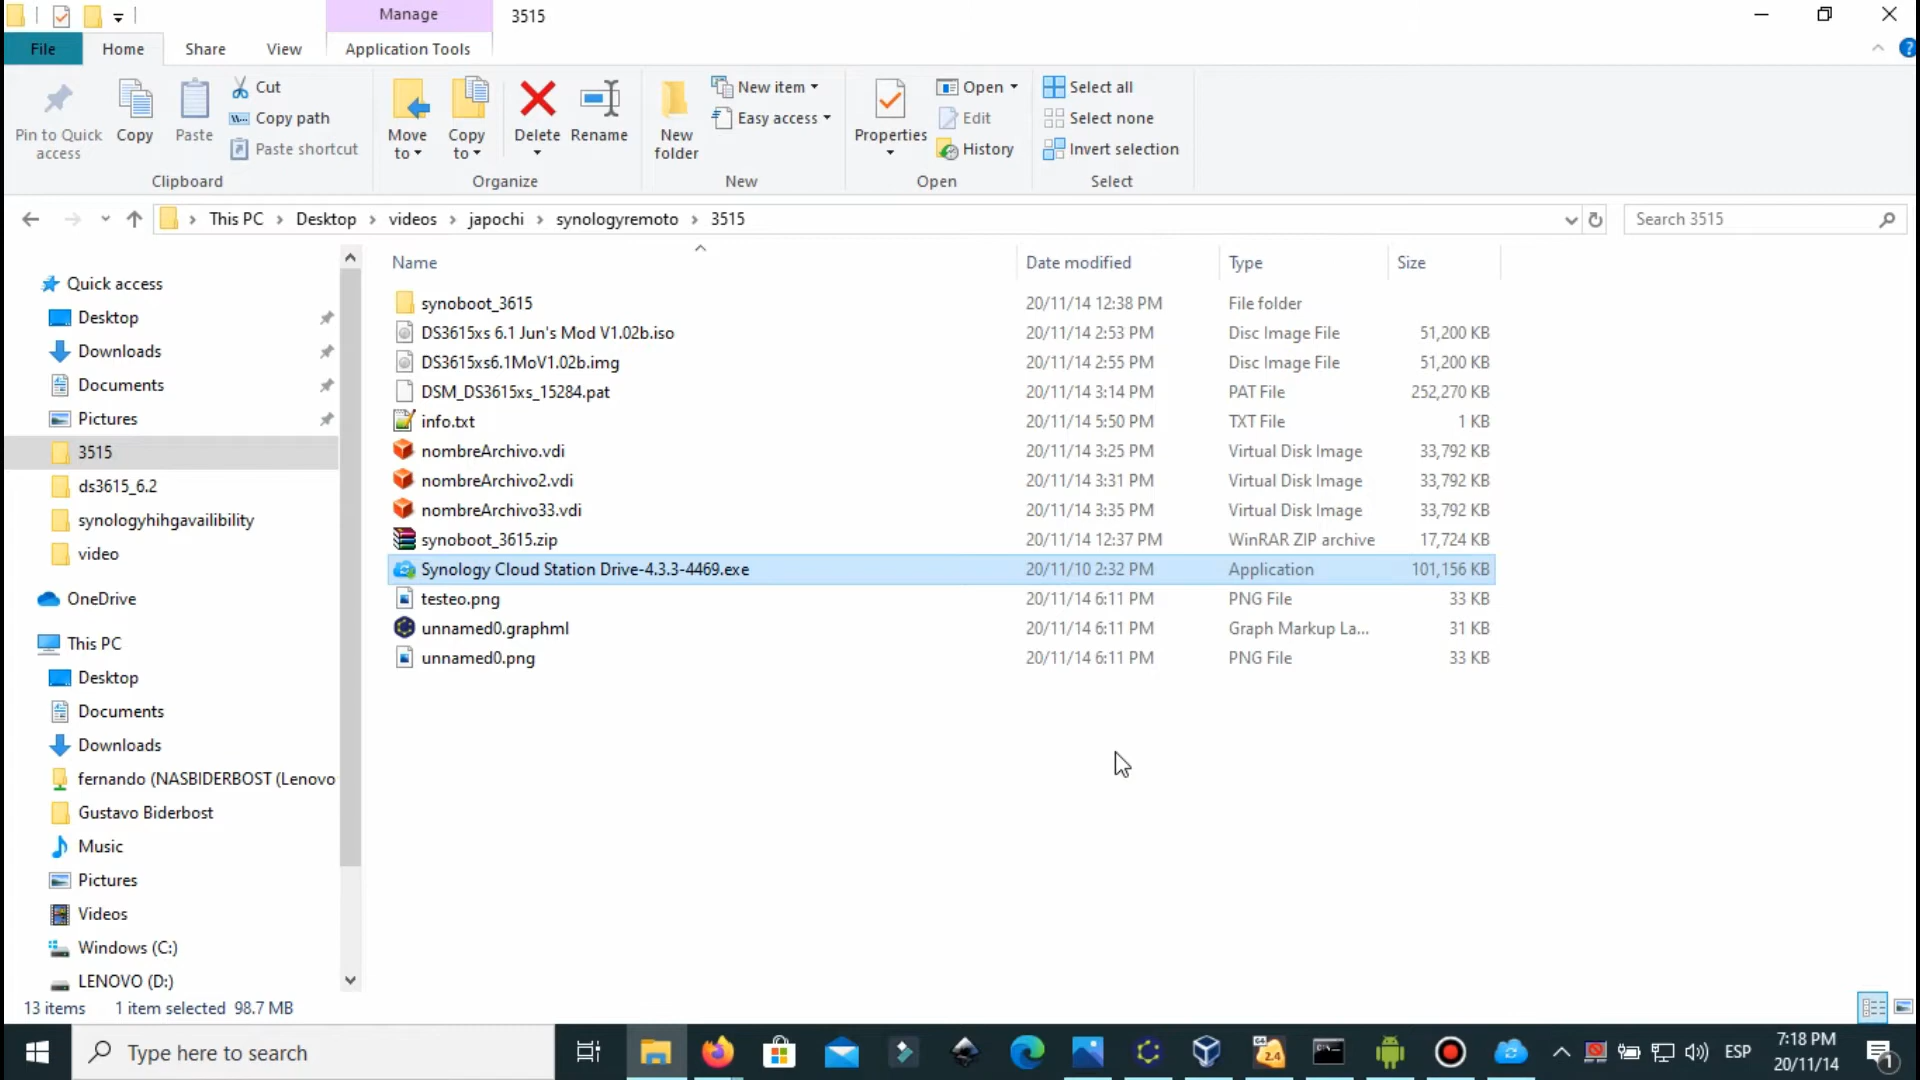 Manage
3515
File
Home
Share
View
Application Tools
Pin to Quick access
Copy
Paste
Cut
Copy path
Paste shortcut
Clipboard
Move to
Copy to
Delete
Rename
Organize
New folder
New item
Easy access
New
Properties
Open
Edit
History
Open
Select all
Select none
Invert selection
Select
This PC > Desktop > videos > japochi > synologyremoto > 3515
Search 3515
Quick access
Desktop
Downloads
Documents
Pictures
3515
ds3615_6.2
synologyhihgavailibility
video
OneDrive
This PC
Desktop
Documents
Downloads
fernando (NASBIDERBOST (Lenovo
Gustavo Biderbost
Music
Pictures
Videos
Windows (C:)
LENOVO (D:)
Name Date modified Type Size
synoboot_3615 20/11/14 12:38 PM File folder
DS3615xs 6.1 Jun's Mod V1.02b.iso 20/11/14 2:53 PM Disc Image File 51,200 KB
DS3615xs6.1MoV1.02b.img 20/11/14 2:55 PM Disc Image File 51,200 KB
DSM_DS3615xs_15284.pat 20/11/14 3:14 PM PAT File 252,270 KB
info.txt 20/11/14 5:50 PM TXT File 1 KB
nombreArchivo.vdi 20/11/14 3:25 PM Virtual Disk Image 33,792 KB
nombreArchivo2.vdi 20/11/14 3:31 PM Virtual Disk Image 33,792 KB
nombreArchivo33.vdi 20/11/14 3:35 PM Virtual Disk Image 33,792 KB
synoboot_3615.zip 20/11/14 12:37 PM WinRAR ZIP archive 17,724 KB
Synology Cloud Station Drive-4.3.3-4469.exe 20/11/10 2:32 PM Application 101,156 KB
testeo.png 20/11/14 6:11 PM PNG File 33 KB
unnamed0.graphml 20/11/14 6:11 PM Graph Markup La... 31 KB
unnamed0.png 20/11/14 6:11 PM PNG File 33 KB
13 items 1 item selected 98.7 MB
Type here to search
64
2.4
ESP
7:18 PM
20/11/14
1